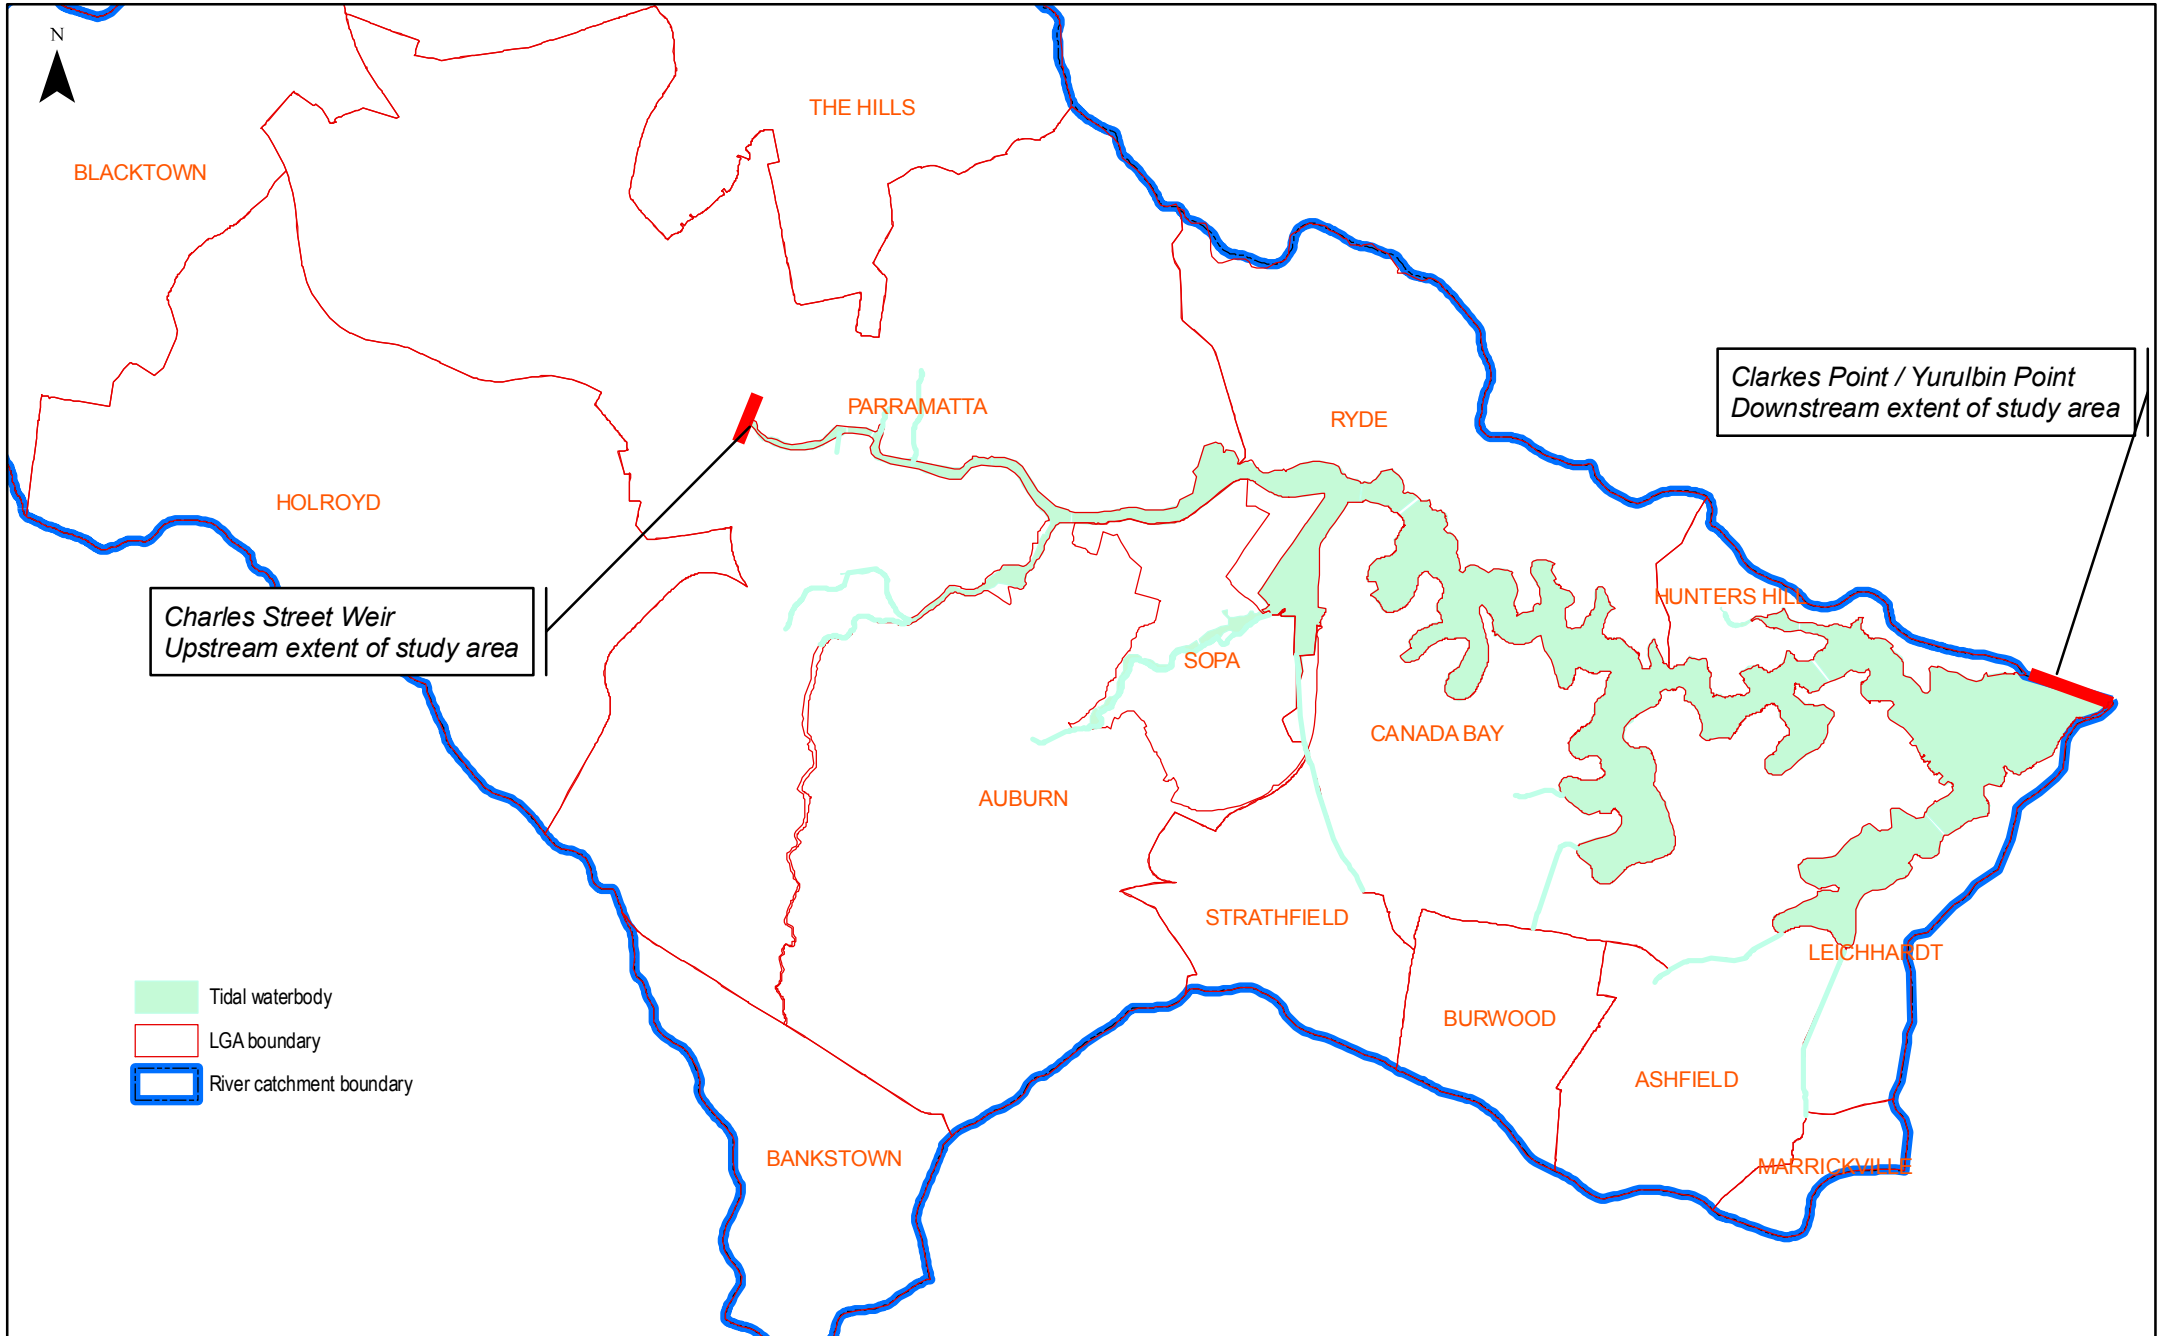 N
THE HILLS
BLACKTOWN
Clarkes Point / Yurulbin Point
Downstream extent of study area
PARRAMATTA
RYDE
HOLROYD
HUNTERS HILL
Charles Street Weir
Upstream extent of study area
SOPA
CANADA BAY
AUBURN
STRATHFIELD
LEICHHARDT
Tidal waterbody
BURWOOD
LGA boundary
ASHFIELD
River catchment boundary
BANKSTOWN
MARRICKVILLE